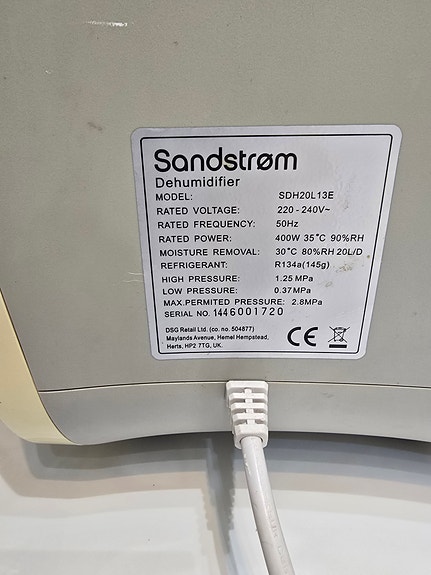 Sandstrøm
Dehumidifier
MODEL: SDH20L13E
RATED VOLTAGE: 220 - 240V~
RATED FREQUENCY: 50Hz
RATED POWER: 400W 35°C 90%RH
MOISTURE REMOVAL: 30°C 80%RH 20L/D
REFRIGERANT: R134a(145g)
HIGH PRESSURE: 1.25 MPa
LOW PRESSURE: 0.37MPa
MAX.PERMITED PRESSURE: 2.8MPa
SERIAL NO. 1446001720
DSG Retail Ltd. (co. no. 504877)
Maylands Avenue, Hemel Hempstead,
Herts, HP2 7TG, UK.
CE